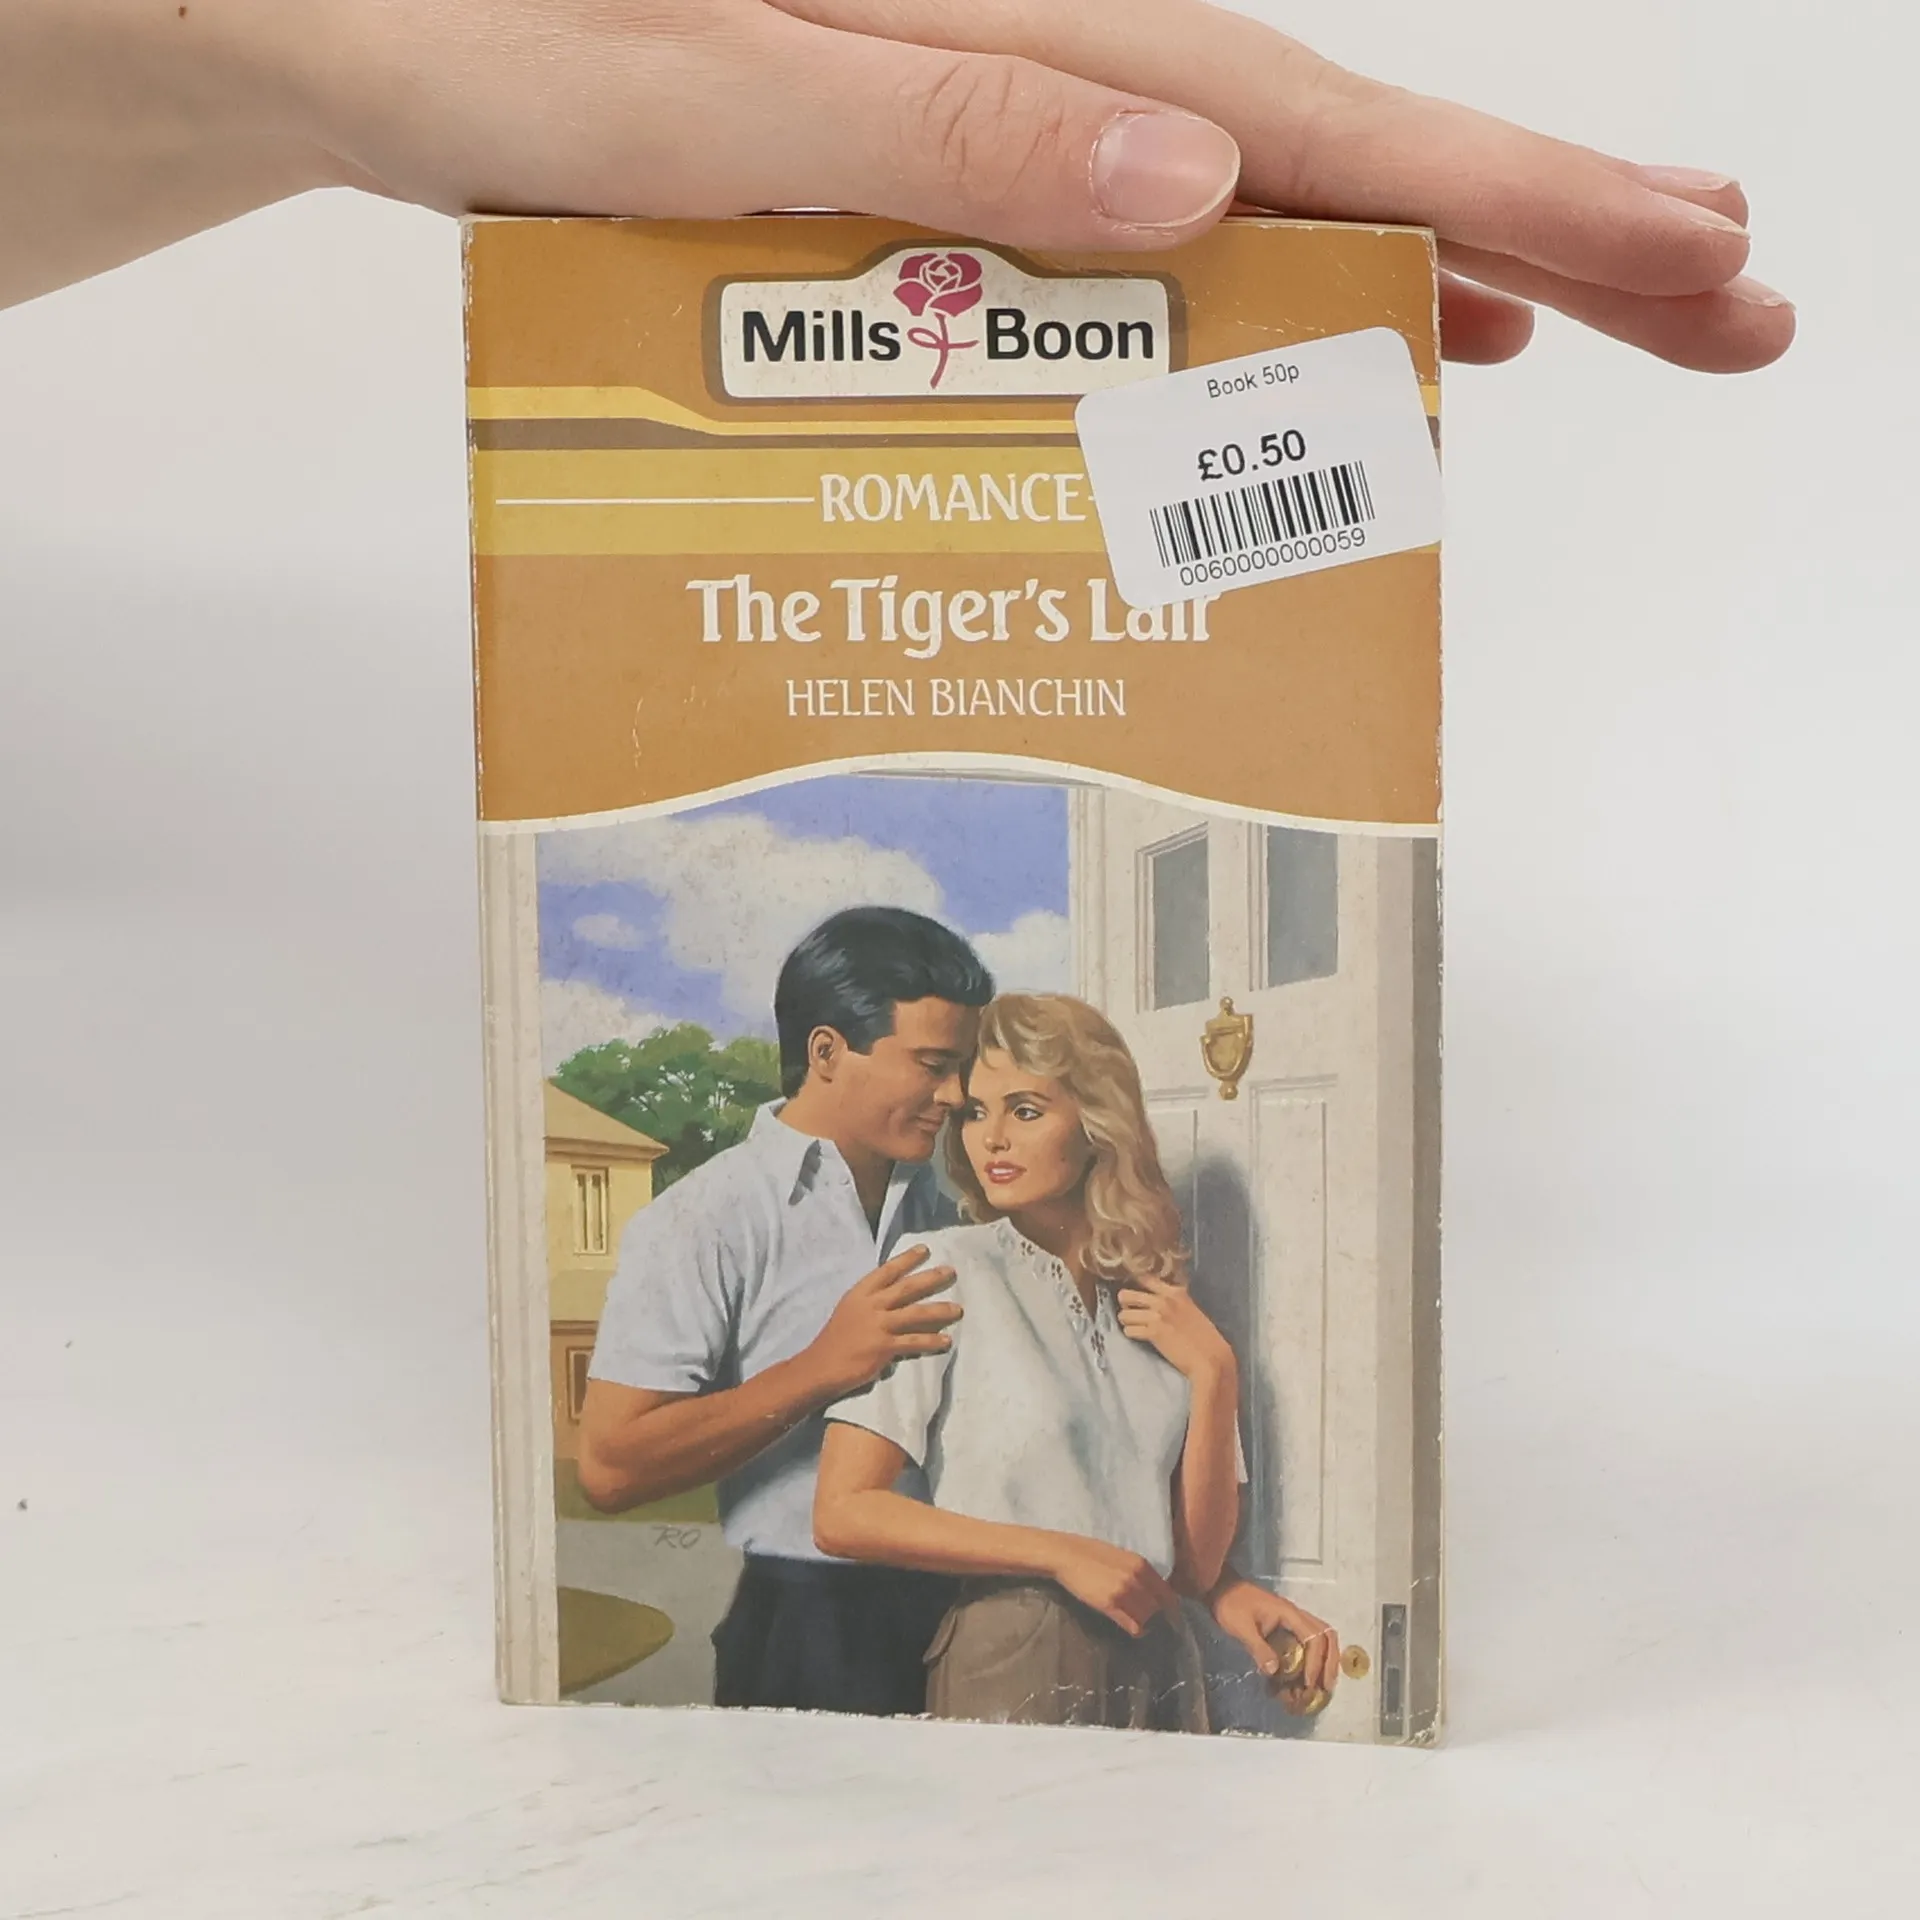 Mills & Boon
Book 50p
£0.50
0060000000059
ROMANCE
The Tiger's Lair
HELEN BIANCHIN
RO